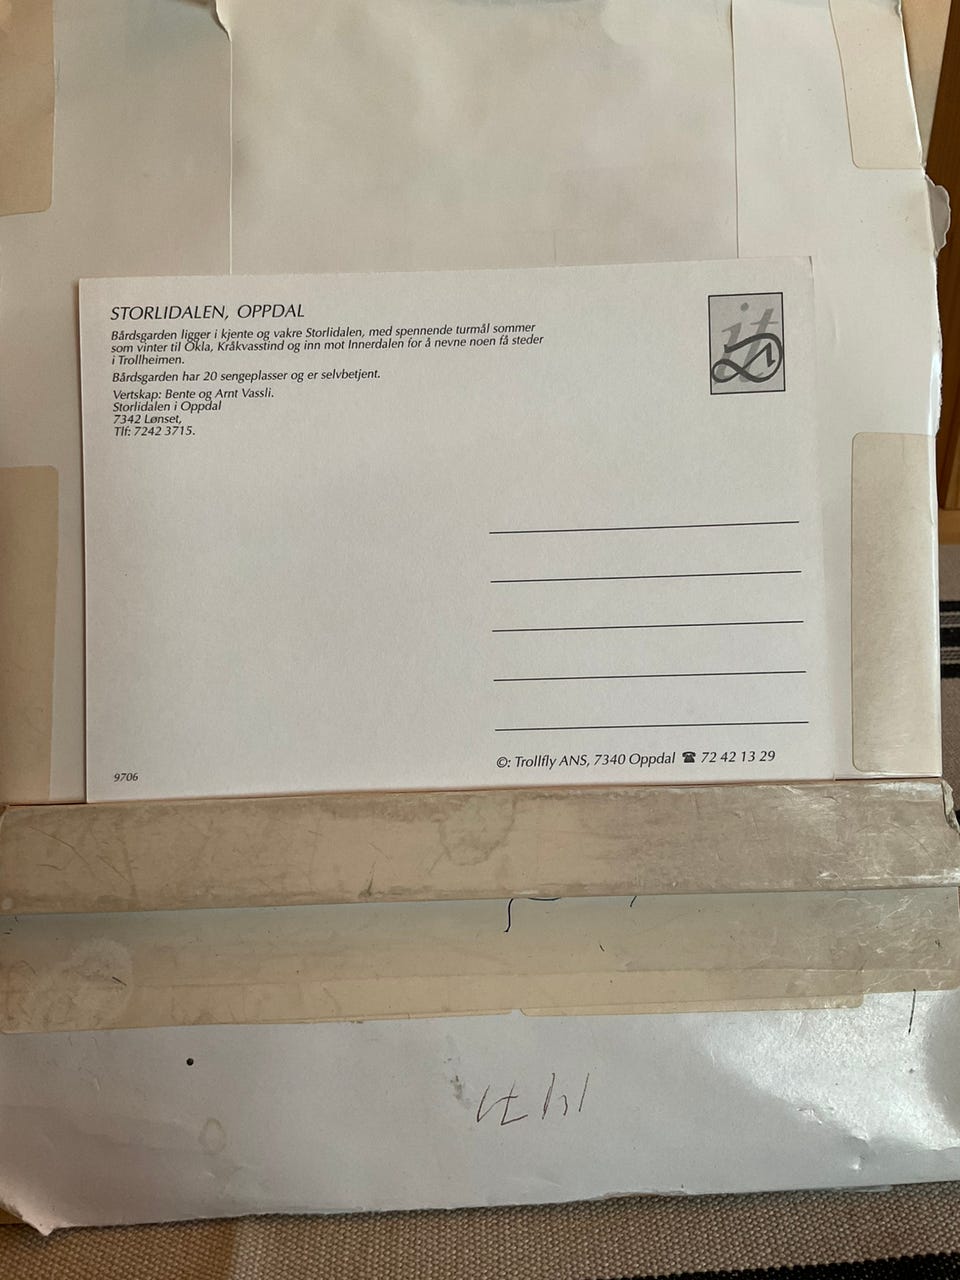 STORLIDALEN, OPPDAL
Bårdsgarden ligger i kjente og vakre Storlidalen, med spennende turmål sommer
som vinter til Okla, Kråkvasstind og inn mot Innerdalen for å nevne noen få steder
i Trollheimen.
Bårdsgarden har 20 sengeplasser og er selvbetjent.
Vertskap: Bente og Arnt Vassli.
Storlidalen i Oppdal
7342 Lønset,
Tlf: 7242 3715.
©: Trollfly ANS, 7340 Oppdal ☎ 72 42 13 29
9706